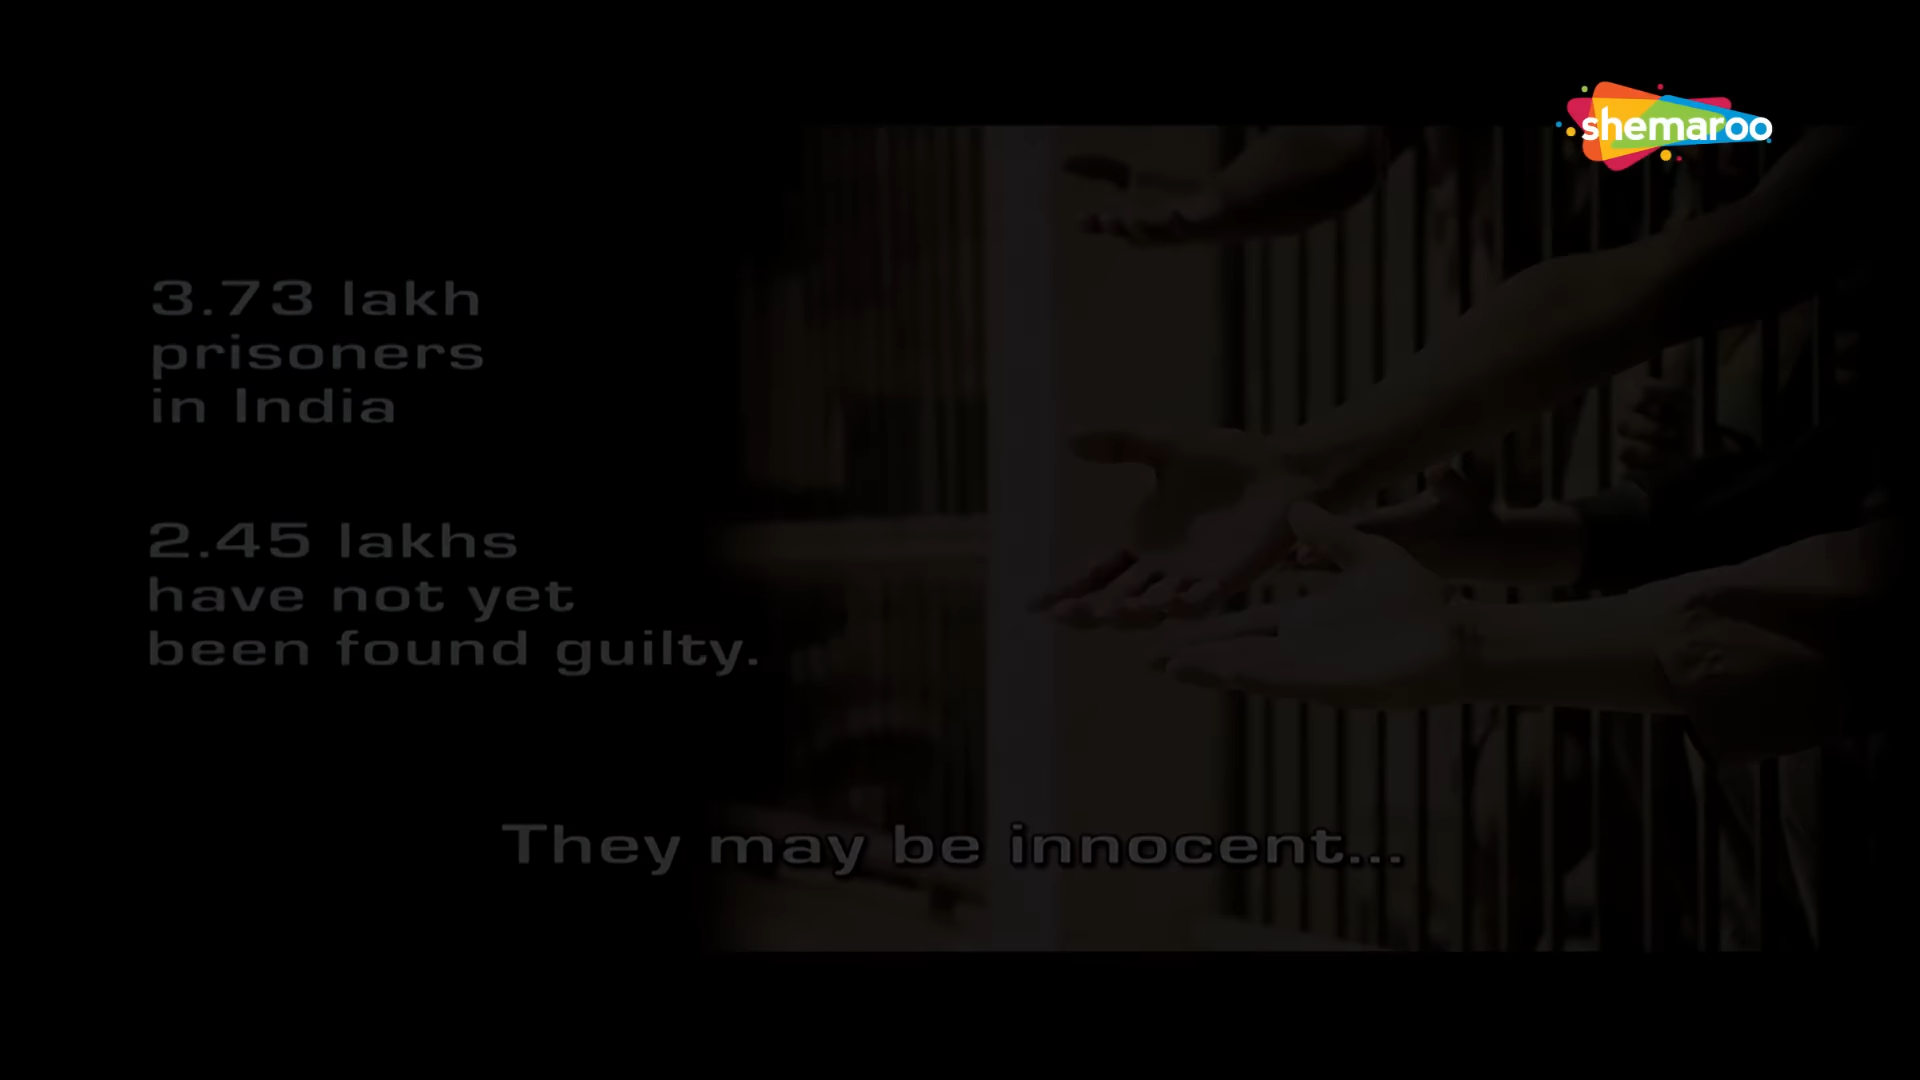 shemaroo
3.73 lakh
prisoners
in India
2.45 lakhs
have not yet
been found guilty.
They may be innocent...